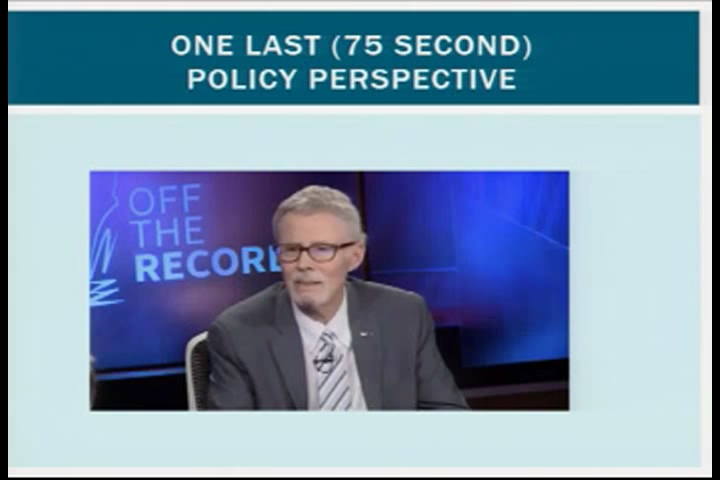 ONE LAST (75 SECOND)
POLICY PERSPECTIVE
OFF
THE
RECORD